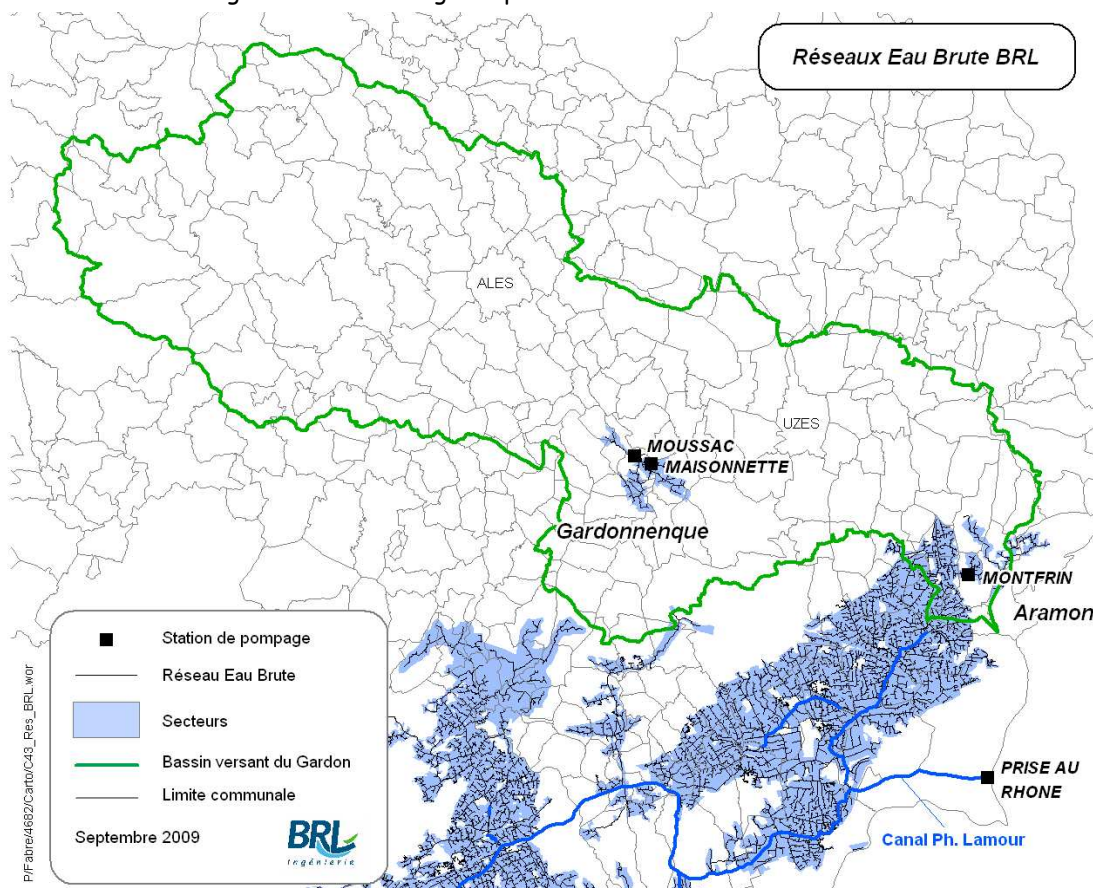 Réseaux Eau Brute BRL
ALES
UZES
MOUSSAC
MAISONNETTE
Gardonnenque
MONTFRIN
Aramon
PRISE AU
RHONE
Canal Ph. Lamour
Station de pompage
Réseau Eau Brute
Secteurs
Bassin versant du Gardon
Limite communale
Septembre 2009
BRL
Ingénierie
P/Fabre/4682/Carto/C43_Res_BRL.wor